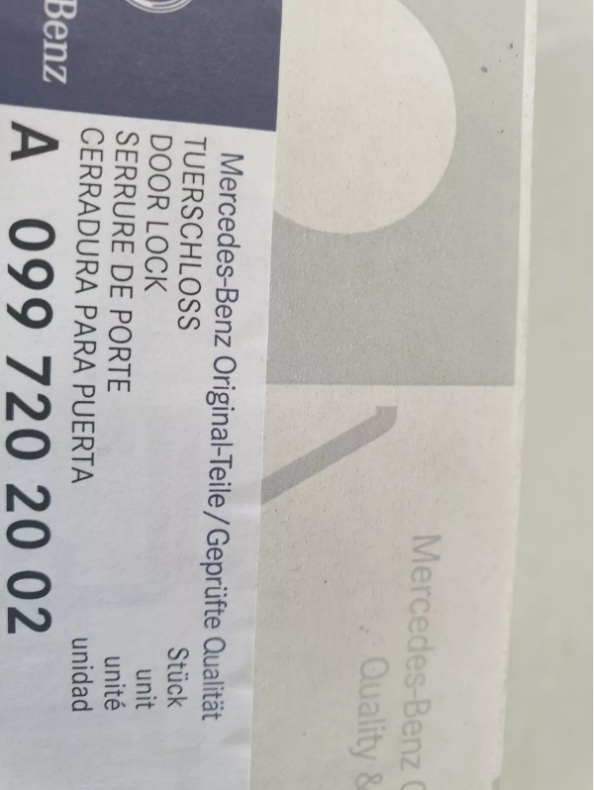 Benz
Mercedes-Benz Original-Teile/Geprüfte Qualität
TUERSCHLOSS Stück
DOOR LOCK unit
SERRURE DE PORTE unité
CERRADURA PARA PUERTA unidad
A 099 720 20 02
Mercedes-Benz
Quality &